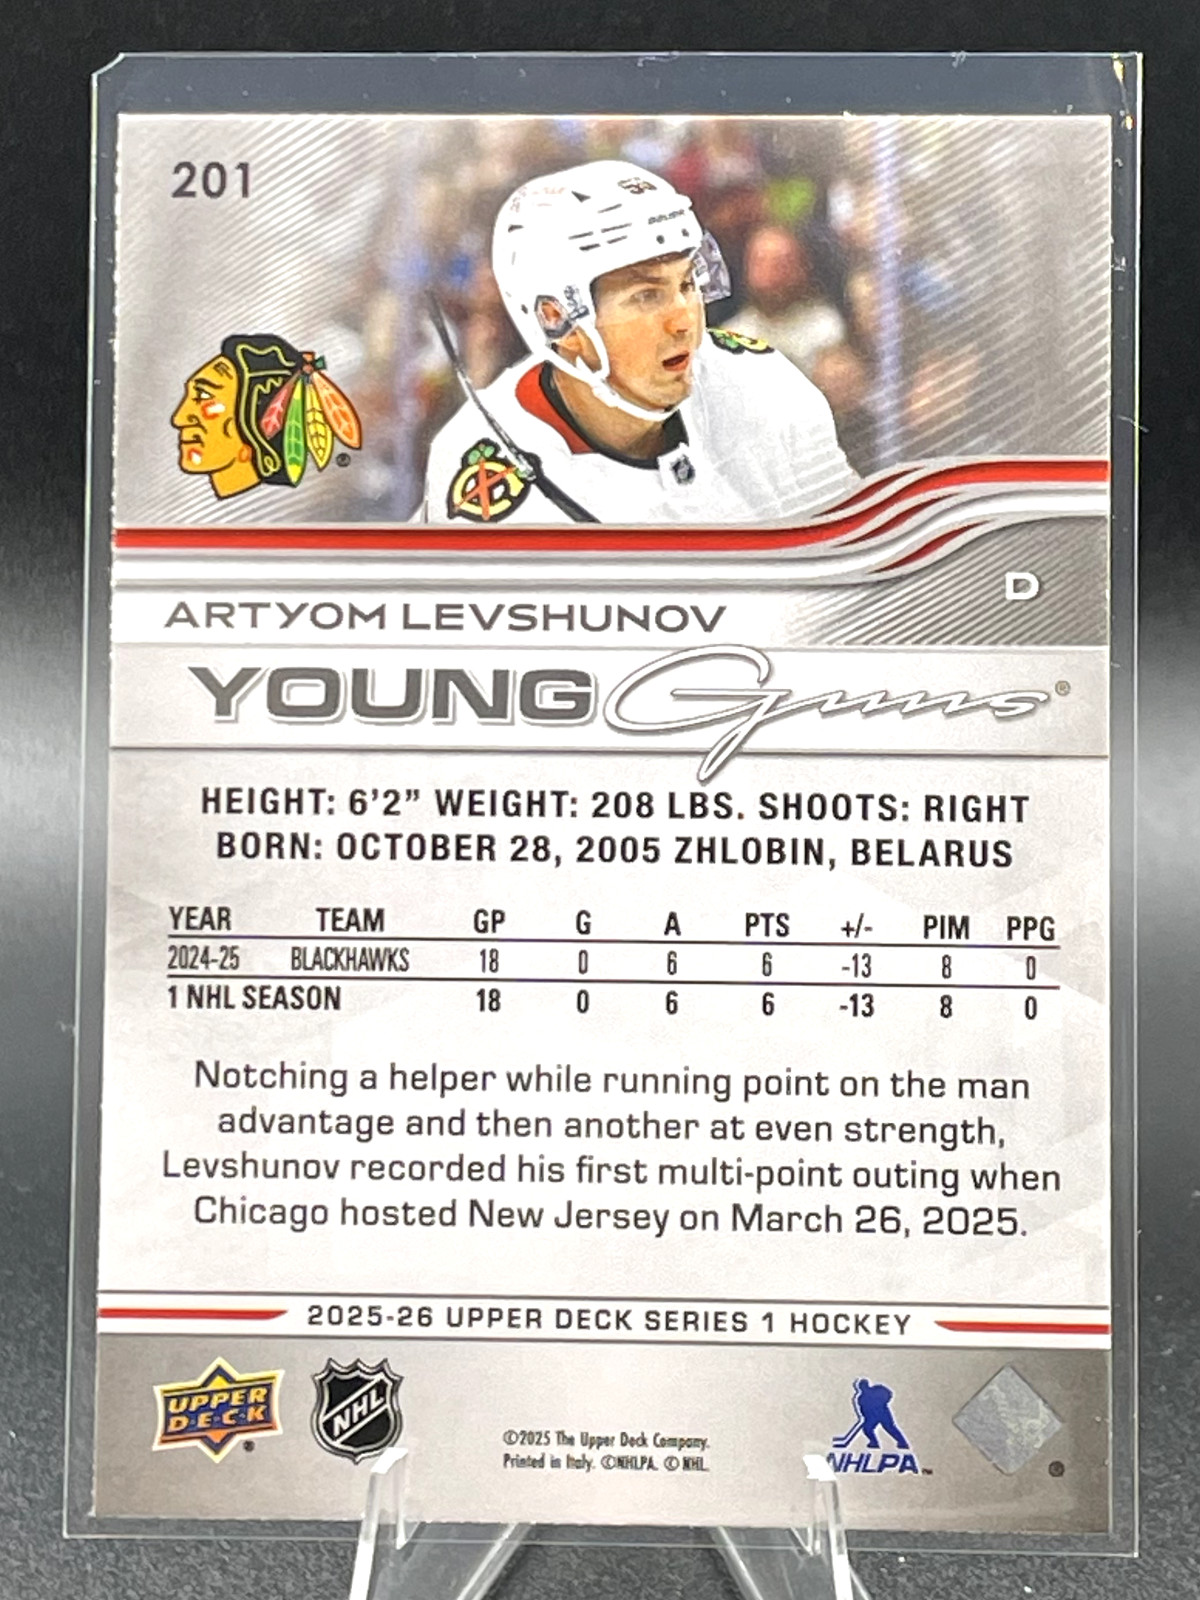 201
ARTYOM LEVSHUNOV
D
YOUNG Guns®
HEIGHT: 6'2” WEIGHT: 208 LBS. SHOOTS: RIGHT
BORN: OCTOBER 28, 2005 ZHLOBIN, BELARUS
YEAR TEAM GP G A PTS +/- PIM PPG
2024-25 BLACKHAWKS 18 0 6 6 -13 8 0
1 NHL SEASON 18 0 6 6 -13 8 0
Notching a helper while running point on the man
advantage and then another at even strength,
Levshunov recorded his first multi-point outing when
Chicago hosted New Jersey on March 26, 2025.
2025-26 UPPER DECK SERIES 1 HOCKEY
UPPER
D·E·C·K
®
NHL
©2025 The Upper Deck Company.
Printed in Italy. ©NHLPA. © NHL.
NHLPA™
®